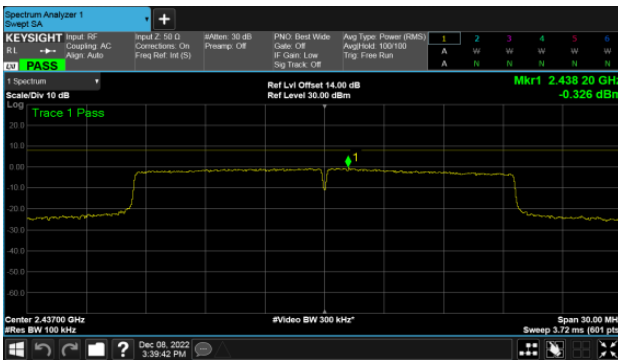 Spectrum Analyzer 1
Swept SA
+
KEYSIGHT Input: RF Input Z: 50 Ω #Atten: 30 dB PNO: Best Wide Avg Type: Power (RMS) 1 2 3 4 5 6
RL Coupling: AC Corrections: On Preamp: Off Gate: Off Avg|Hold: 100/100 A W W W W W
Align: Auto Freq Ref: Int (S) IF Gain: Low Trig: Free Run
LXI PASS Sig Track: Off A N N N N N
1 Spectrum Ref Lvl Offset 14.00 dB Mkr1 2.438 20 GHz
Scale/Div 10 dB Ref Level 30.00 dBm -0.326 dBm
Log
Trace 1 Pass
20.0
10.0
1
0.00
-10.0
-20.0
-30.0
-40.0
-50.0
-60.0
Center 2.43700 GHz #Video BW 300 kHz* Span 30.00 MH
#Res BW 100 kHz Sweep 3.72 ms (601 pts
? Dec 08, 2022
3:39:42 PM